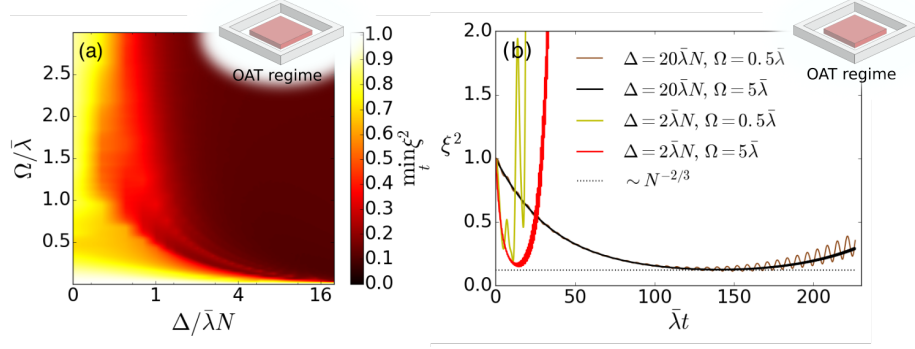 (a)
OAT regime
2.5
2.0
1.5
1.0
0.5
Ω/λ̄
0 1 4 16
Δ/λ̄N
1.0
0.9
0.8
0.7
0.6
0.5
0.4
0.3
0.2
0.1
0.0
min ξ²
t
(b)
OAT regime
2.0
1.5
1.0
0.5
0.0
ξ²
Δ = 20λ̄N, Ω = 0.5λ̄
Δ = 20λ̄N, Ω = 5λ̄
Δ = 2λ̄N, Ω = 0.5λ̄
Δ = 2λ̄N, Ω = 5λ̄
∼ N^{-2/3}
0 50 100 150 200
λ̄t